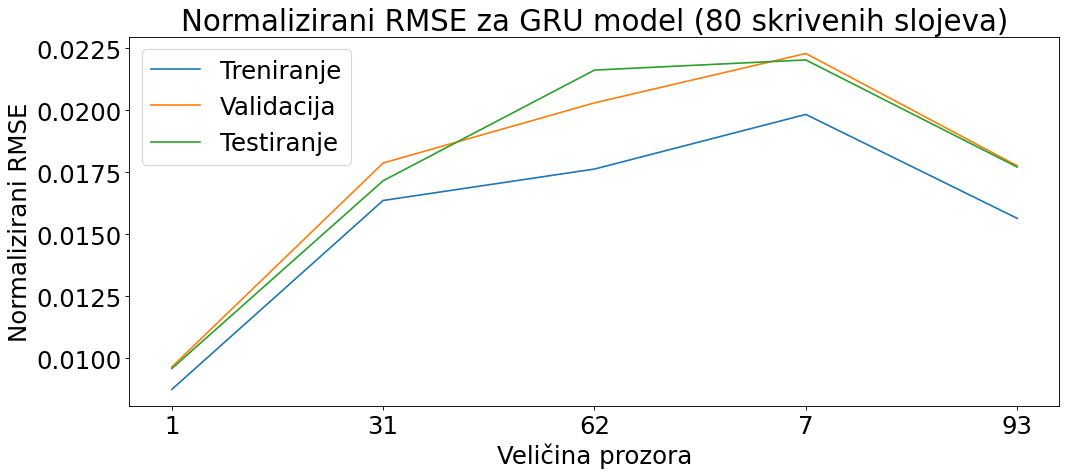 Normalizirani RMSE za GRU model (80 skrivenih slojeva)
Normalizirani RMSE
0.0225
0.0200
0.0175
0.0150
0.0125
0.0100
Treniranje
Validacija
Testiranje
1 31 62 7 93
Veličina prozora